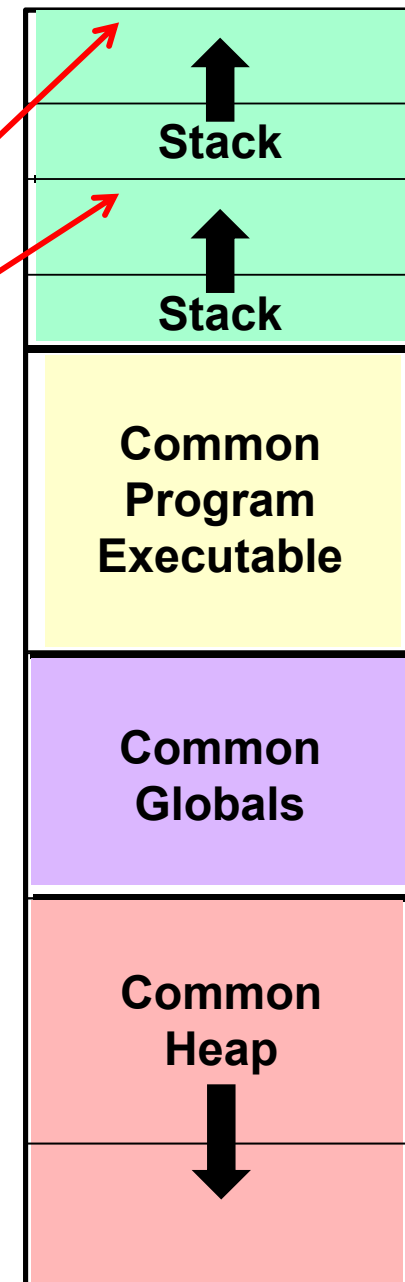 Stack
Stack
Common
Program
Executable
Common
Globals
Common
Heap